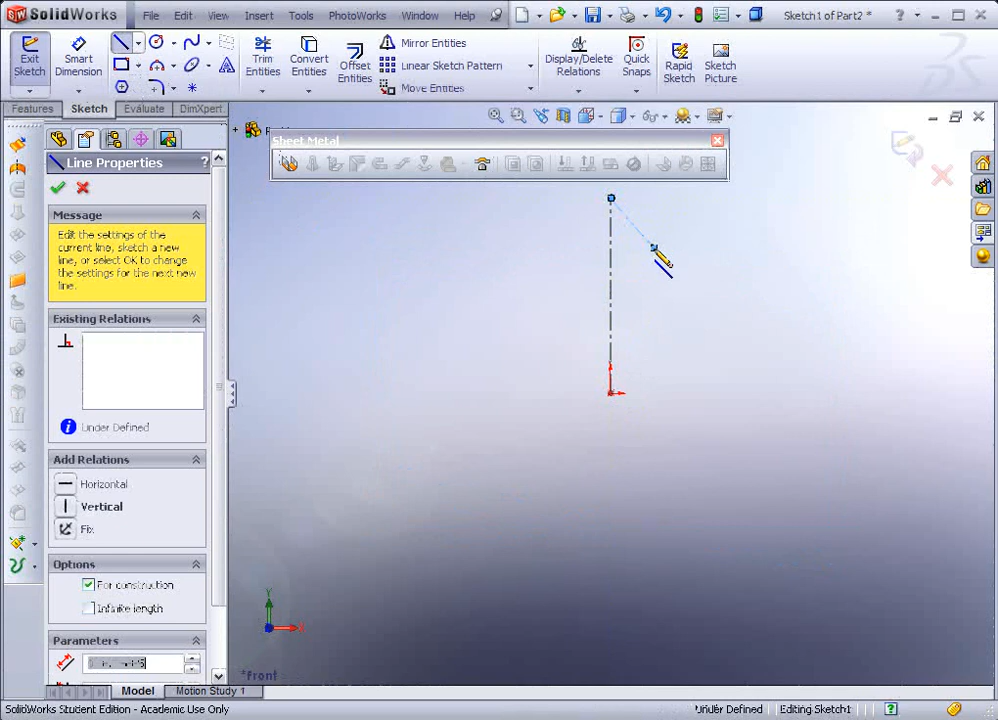 SolidWorks
File Edit View Insert Tools PhotoWorks Window Help
Sketch1 of Part2 *
Exit Sketch
Smart Dimension
Trim Entities
Convert Entities
Offset Entities
Mirror Entities
Linear Sketch Pattern
Move Entities
Display/Delete Relations
Quick Snaps
Rapid Sketch
Sketch Picture
Features Sketch Evaluate DimXpert
Sheet Metal
Line Properties ?
Message
Edit the settings of the
current line, sketch a new
line, or select OK to change
the settings for the next new
line.
Existing Relations
Under Defined
Add Relations
Horizontal
Vertical
Fix
Options
For construction
Infinite length
Parameters
Y
X
*Front
Model Motion Study 1
SolidWorks Student Edition - Academic Use Only
Under Defined Editing Sketch1